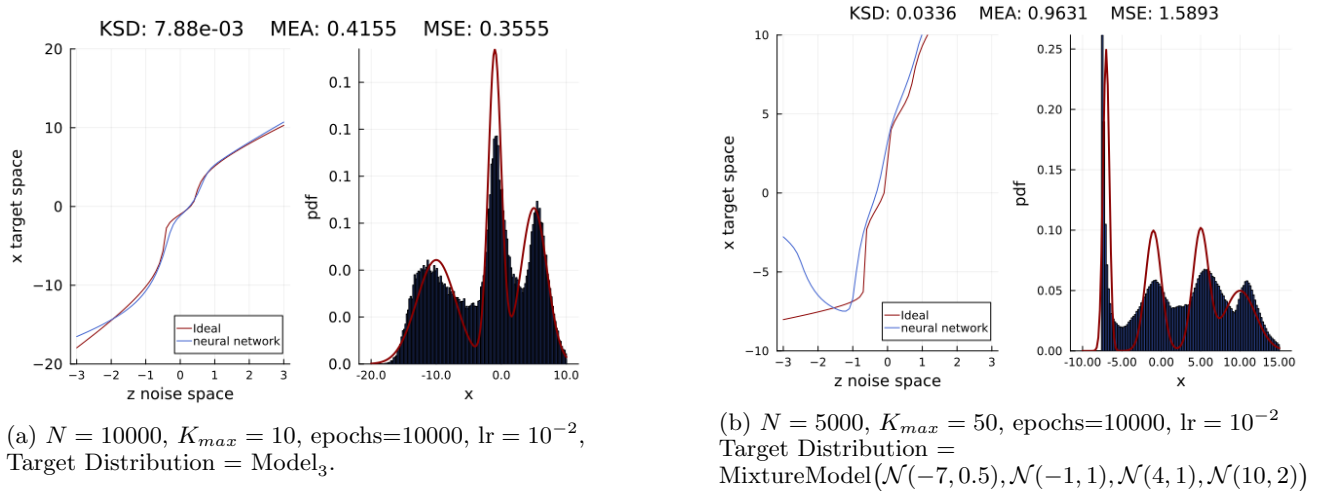 KSD: 7.88e-03 MEA: 0.4155 MSE: 0.3555
20
10
0
−10
−20
x target space
−3 −2 −1 0 1 2 3
z noise space
Ideal
neural network
0.1
0.1
0.1
0.1
0.0
0.0
0.0
pdf
-20.0 -10.0 0.0 10.0
x
(a) N = 10000, K_max = 10, epochs=10000, lr = 10^−2,
Target Distribution = Model_3.
KSD: 0.0336 MEA: 0.9631 MSE: 1.5893
10
5
0
−5
−10
x target space
−3 −2 −1 0 1 2 3
z noise space
Ideal
neural network
0.25
0.20
0.15
0.10
0.05
0.00
pdf
-10.00 -5.00 0.00 5.00 10.00 15.00
x
(b) N = 5000, K_max = 50, epochs=10000, lr = 10^−2
Target Distribution =
MixtureModel(𝒩(−7, 0.5), 𝒩(−1, 1), 𝒩(4, 1), 𝒩(10, 2))